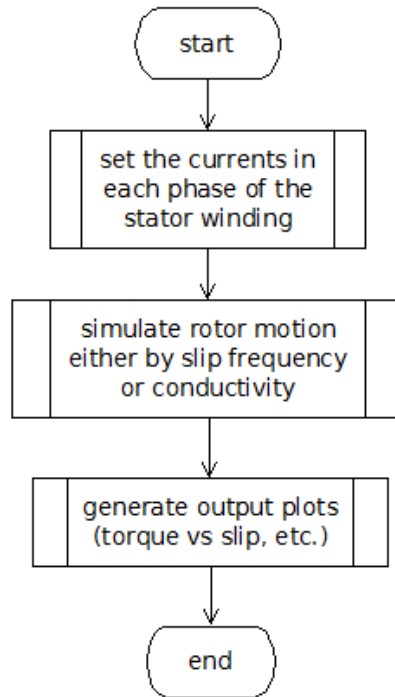 start
set the currents in
each phase of the
stator winding
simulate rotor motion
either by slip frequency
or conductivity
generate output plots
(torque vs slip, etc.)
end